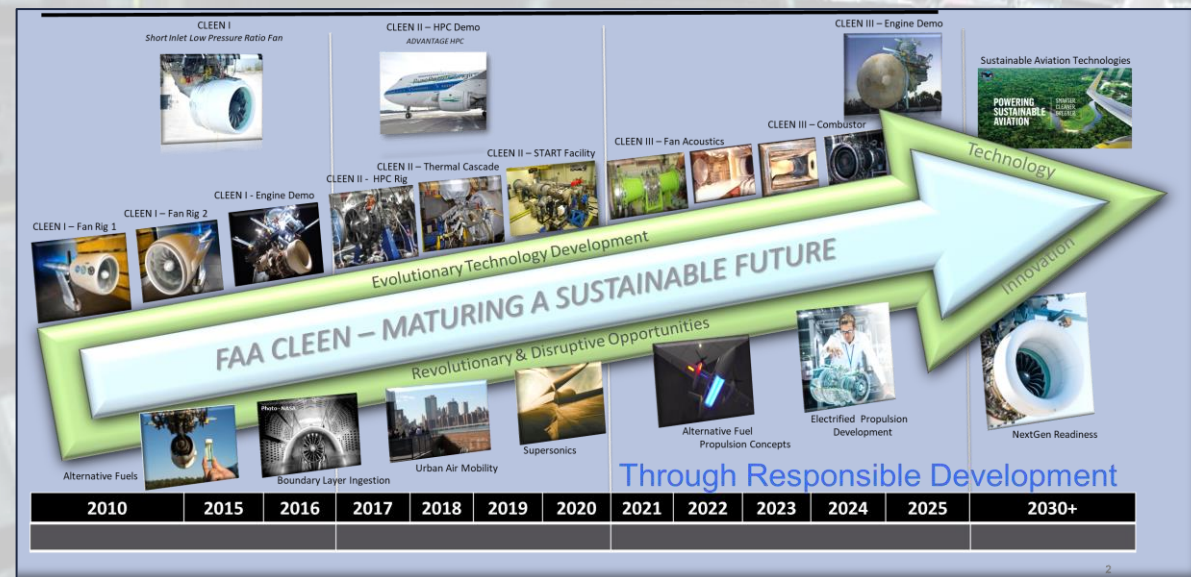 CLEEN I
Short Inlet Low Pressure Ratio Fan
CLEEN II – HPC Demo
ADVANTAGE HPC
CLEEN III – Engine Demo
Sustainable Aviation Technologies
POWERING
SUSTAINABLE
AVIATION
SMARTER
CLEANER
GREENER
CLEEN I – Fan Rig 1
CLEEN I – Fan Rig 2
CLEEN I - Engine Demo
CLEEN II - HPC Rig
CLEEN II – Thermal Cascade
CLEEN II – START Facility
CLEEN III – Fan Acoustics
CLEEN III – Combustor
Technology
Evolutionary Technology Development
FAA CLEEN – MATURING A SUSTAINABLE FUTURE
Revolutionary & Disruptive Opportunities
Innovation
Photo - NASA
Alternative Fuels
Boundary Layer Ingestion
Urban Air Mobility
Supersonics
Alternative Fuel
Propulsion Concepts
Electrified Propulsion
Development
NextGen Readiness
Through Responsible Development
2010 2015 2016 2017 2018 2019 2020 2021 2022 2023 2024 2025 2030+
2